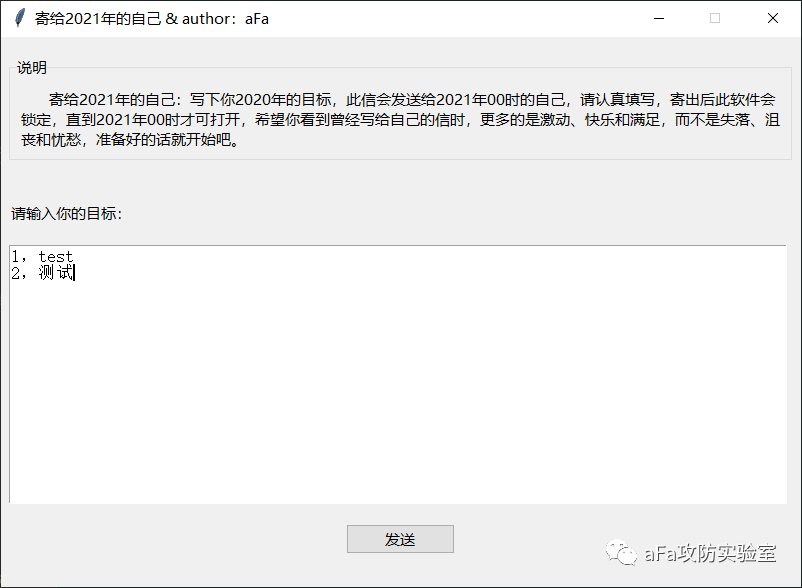 寄给2021年的自己 & author：aFa
说明
寄给2021年的自己：写下你2020年的目标，此信会发送给2021年00时的自己，请认真填写，寄出后此软件会
锁定，直到2021年00时才可打开，希望你看到曾经写给自己的信时，更多的是激动、快乐和满足，而不是失落、沮
丧和忧愁，准备好的话就开始吧。
请输入你的目标：
1，test
2，测试
发送
aFa攻防实验室